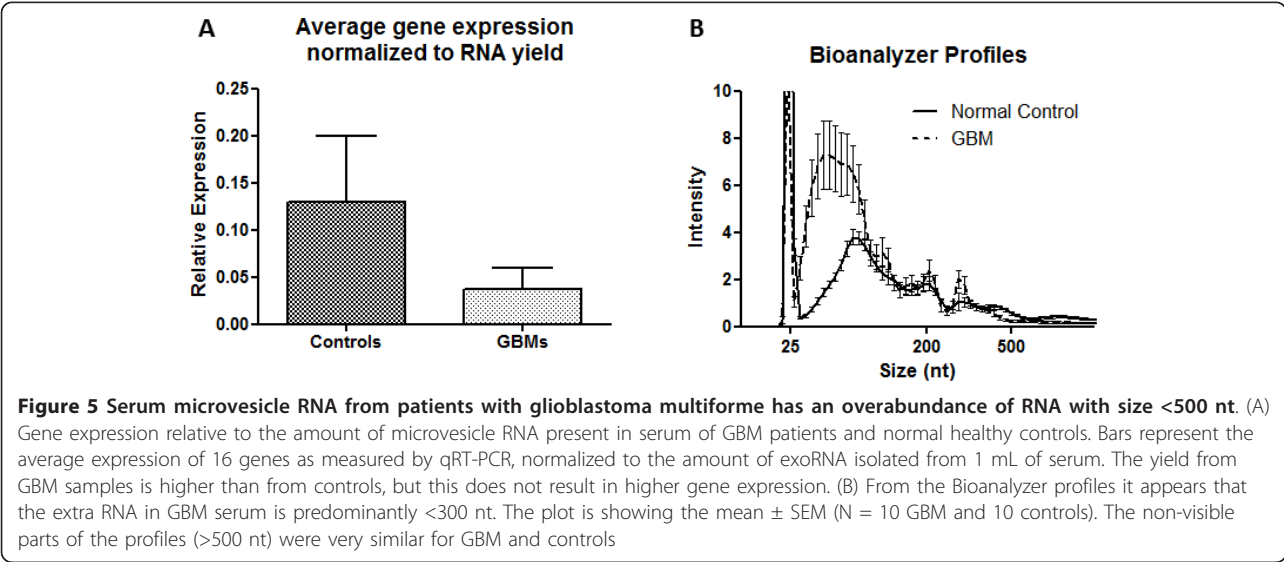 A
Average gene expression
normalized to RNA yield
Relative Expression
0.25
0.20
0.15
0.10
0.05
0.00
Controls
GBMs
B
Bioanalyzer Profiles
Normal Control
GBM
Intensity
10
8
6
4
2
0
25
200
500
Size (nt)
Figure 5 Serum microvesicle RNA from patients with glioblastoma multiforme has an overabundance of RNA with size <500 nt. (A)
Gene expression relative to the amount of microvesicle RNA present in serum of GBM patients and normal healthy controls. Bars represent the
average expression of 16 genes as measured by qRT-PCR, normalized to the amount of exoRNA isolated from 1 mL of serum. The yield from
GBM samples is higher than from controls, but this does not result in higher gene expression. (B) From the Bioanalyzer profiles it appears that
the extra RNA in GBM serum is predominantly <300 nt. The plot is showing the mean ± SEM (N = 10 GBM and 10 controls). The non-visible
parts of the profiles (>500 nt) were very similar for GBM and controls